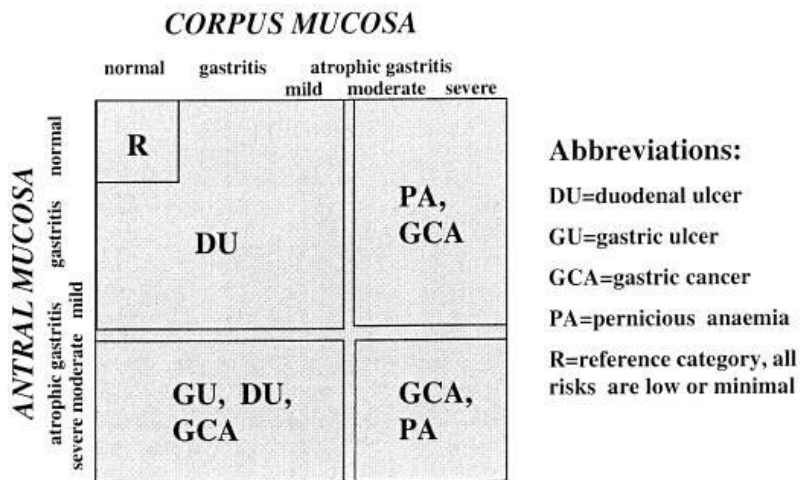 CORPUS MUCOSA
normal gastritis atrophic gastritis
mild moderate severe
ANTRAL MUCOSA
normal
gastritis
atrophic gastritis
mild
moderate
severe
R
DU
PA,
GCA
GU, DU,
GCA
GCA,
PA
Abbreviations:
DU=duodenal ulcer
GU=gastric ulcer
GCA=gastric cancer
PA=pernicious anaemia
R=reference category, all
risks are low or minimal